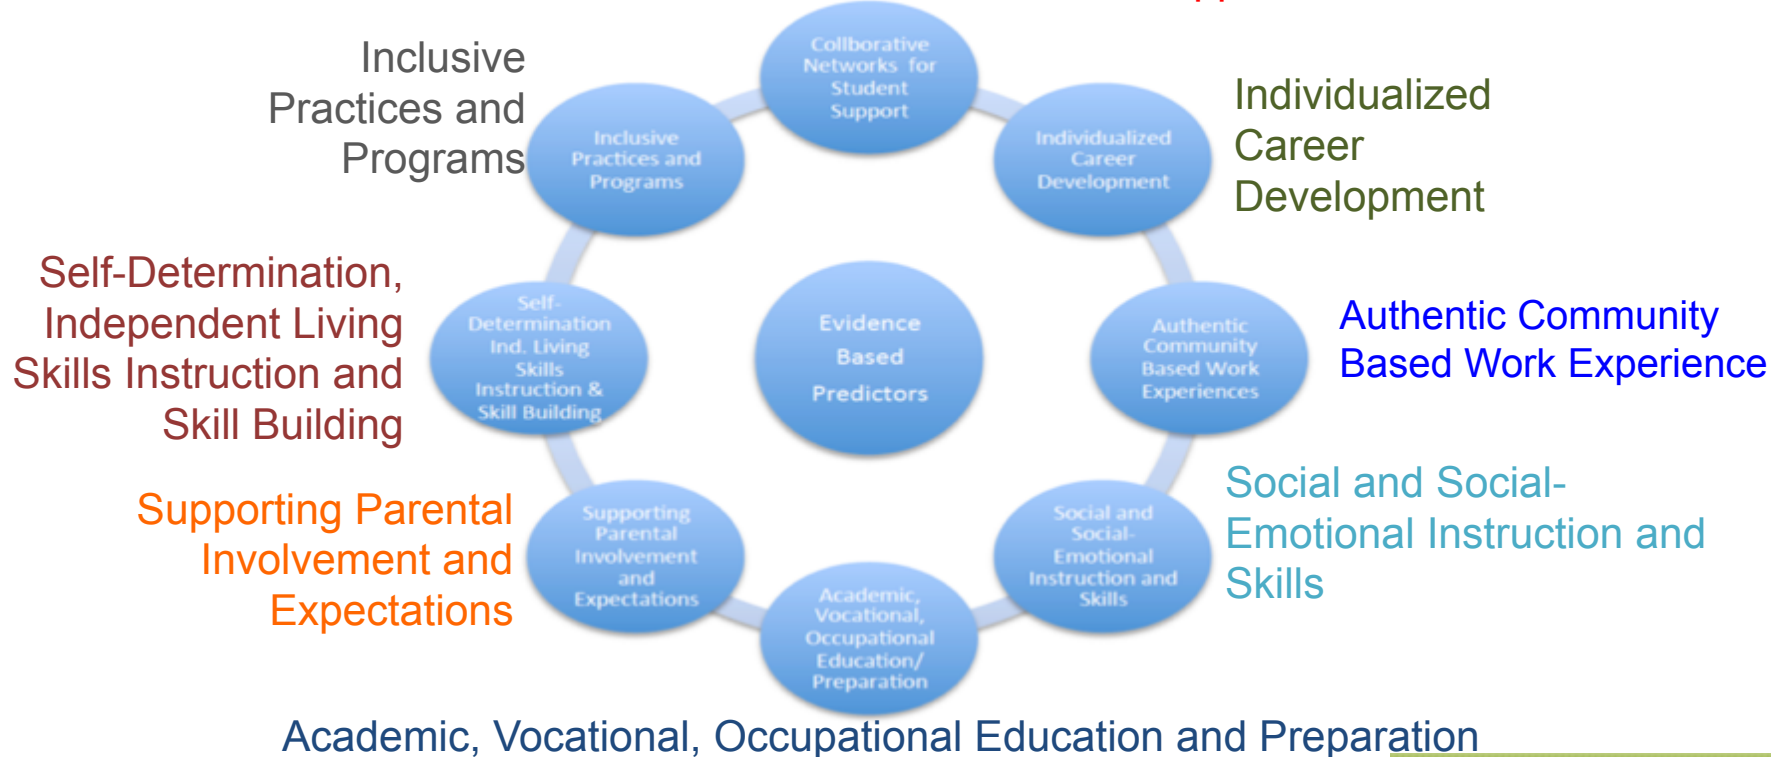 Collborative
Networks for
Student
Support
Inclusive
Practices and
Programs
Inclusive
Practices and
Programs
Individualized
Career
Development
Individualized
Career
Development
Self-Determination,
Independent Living
Skills Instruction and
Skill Building
Self-
Determination
Ind. Living
Skills
Instruction &
Skill Building
Evidence
Based
Predictors
Authentic
Community
Based Work
Experiences
Authentic Community
Based Work Experience
Supporting Parental
Involvement and
Expectations
Supporting
Parental
Involvement
and
Expectations
Social and
Social-
Emotional
Instruction and
Skills
Social and Social-
Emotional Instruction and
Skills
Academic,
Vocational,
Occupational
Education/
Preparation
Academic, Vocational, Occupational Education and Preparation